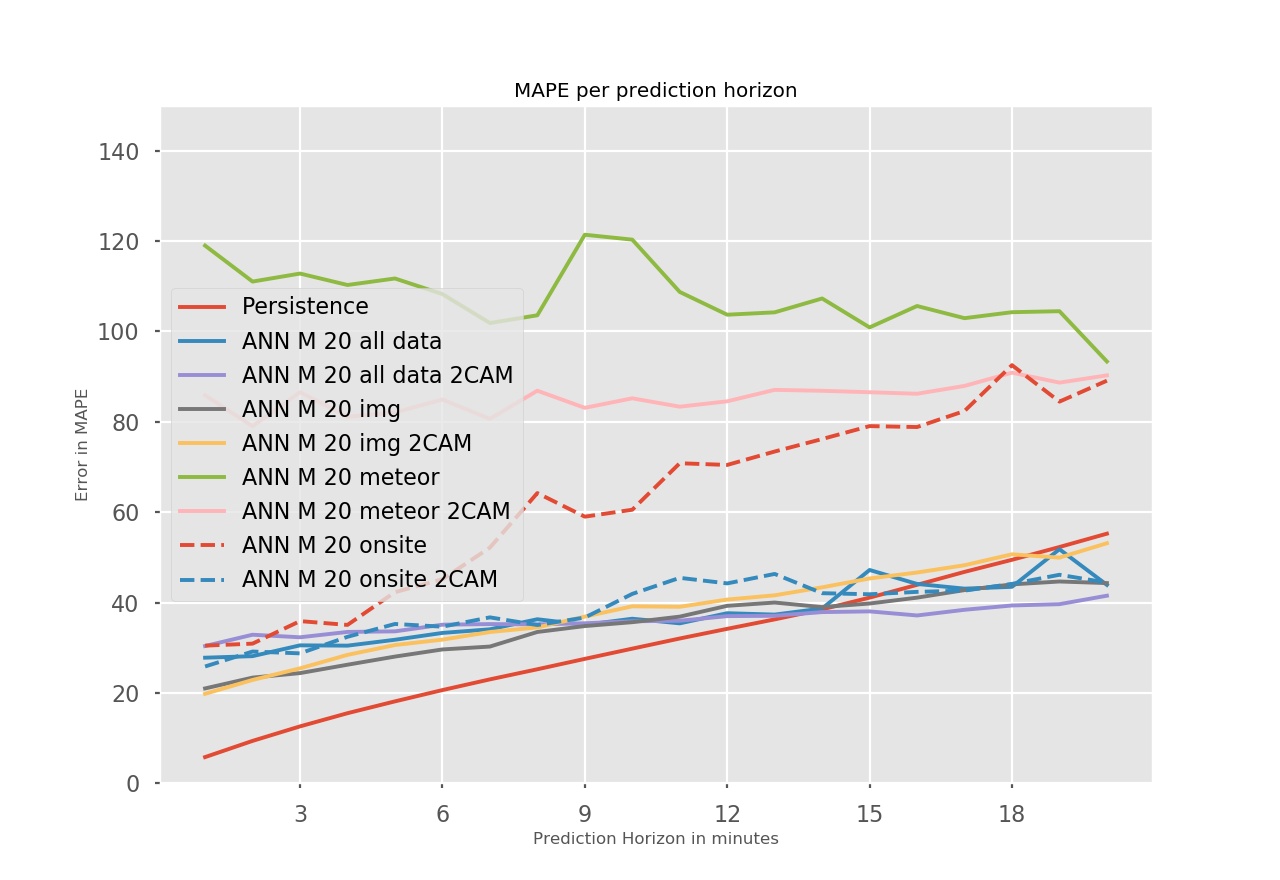 MAPE per prediction horizon
140
120
100
80
60
40
20
0
Error in MAPE
Persistence
ANN M 20 all data
ANN M 20 all data 2CAM
ANN M 20 img
ANN M 20 img 2CAM
ANN M 20 meteor
ANN M 20 meteor 2CAM
ANN M 20 onsite
ANN M 20 onsite 2CAM
3 6 9 12 15 18
Prediction Horizon in minutes